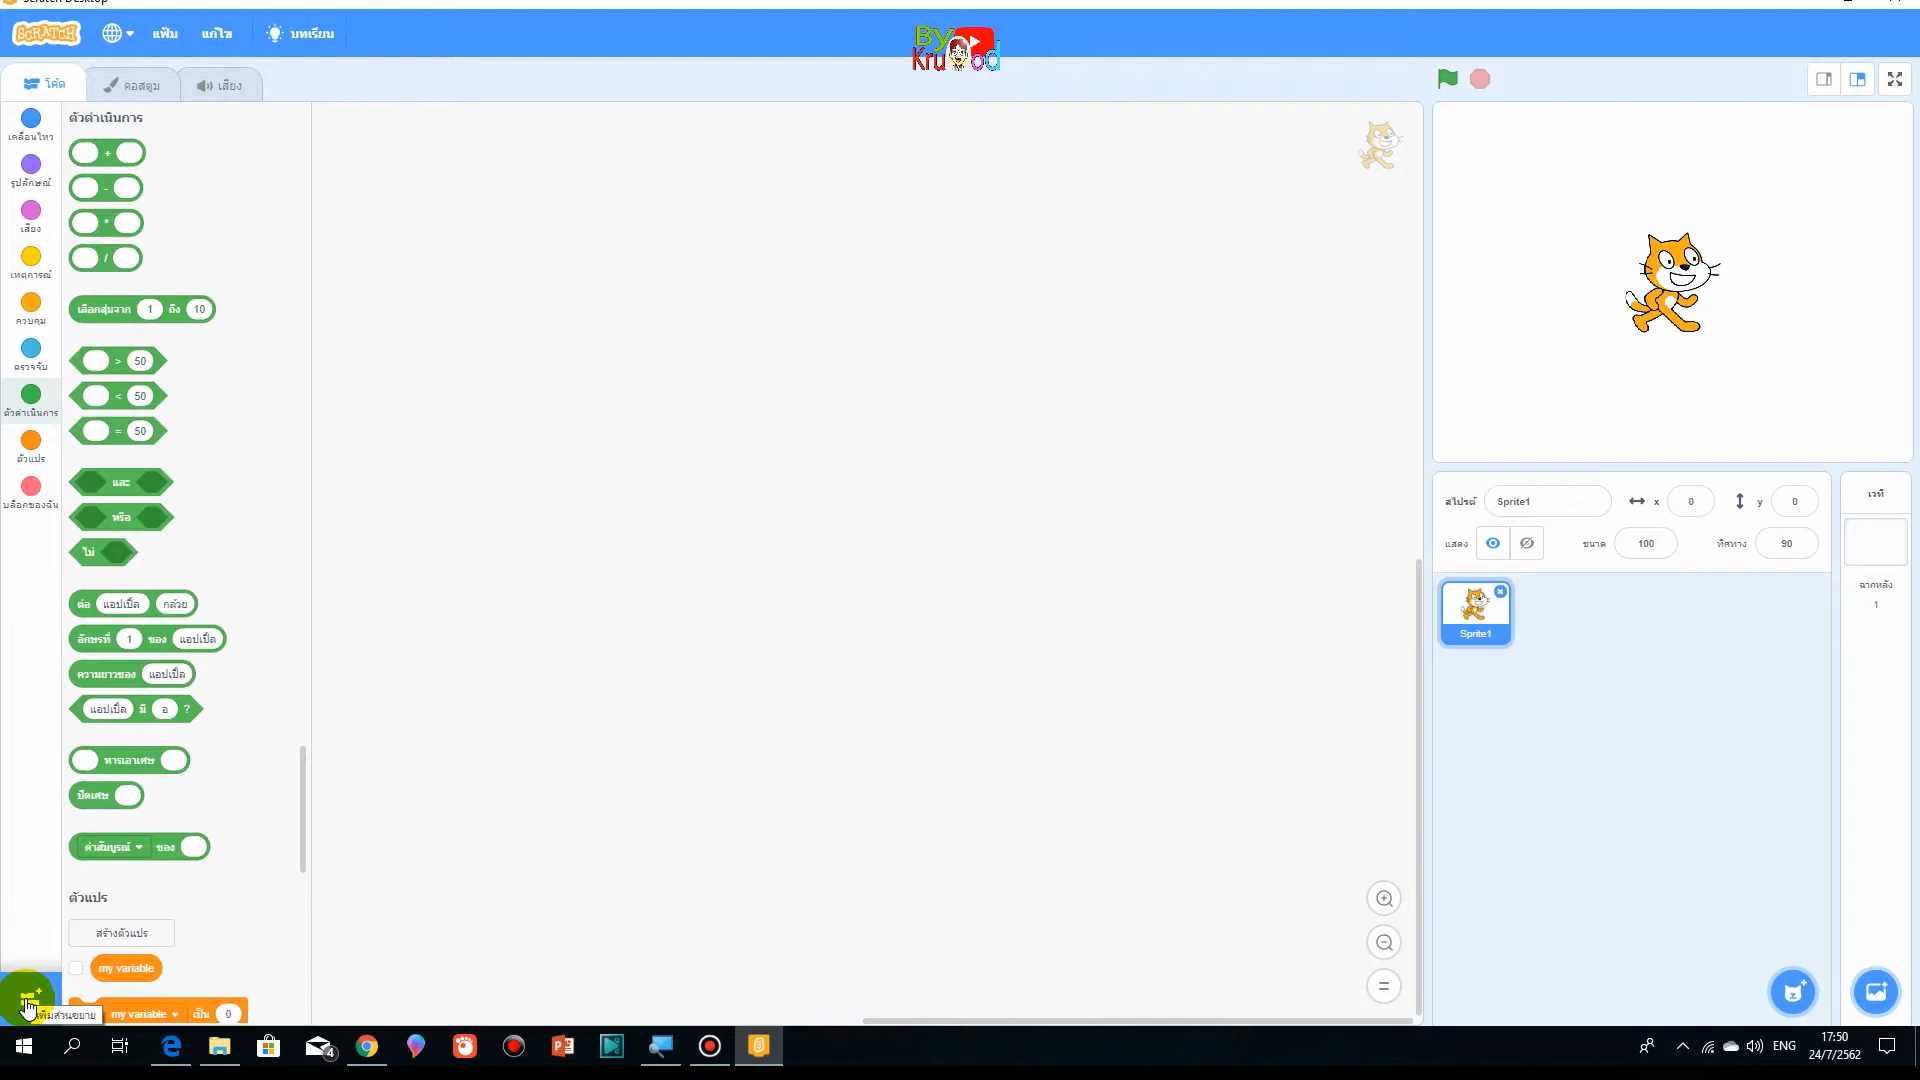 SCRATCH
แฟ้ม
แก้ไข
บทเรียน
By
Kru
od
โค้ด
คอสตูม
เสียง
เคลื่อนไหว
รูปลักษณ์
เสียง
เหตุการณ์
ควบคุม
ตรวจจับ
ตัวดำเนินการ
ตัวแปร
บล็อกของฉัน
ตัวดำเนินการ
+
-
*
/
เลือกสุ่มจาก 1 ถึง 10
> 50
< 50
= 50
และ
หรือ
ไม่
ต่อ แอปเปิ้ล กล้วย
อักษรที่ 1 ของ แอปเปิ้ล
ความยาวของ แอปเปิ้ล
แอปเปิ้ล มี อ ?
หารเอาเศษ
ปัดเศษ
ค่าสัมบูรณ์ ของ
ตัวแปร
สร้างตัวแปร
my variable
my variable เป็น 0
เพิ่มส่วนขยาย
สไปรต์ Sprite1 x 0 y 0
แสดง ขนาด 100 ทิศทาง 90
Sprite1
เวที
ฉากหลัง
1
4
ENG
17:50
24/7/2562